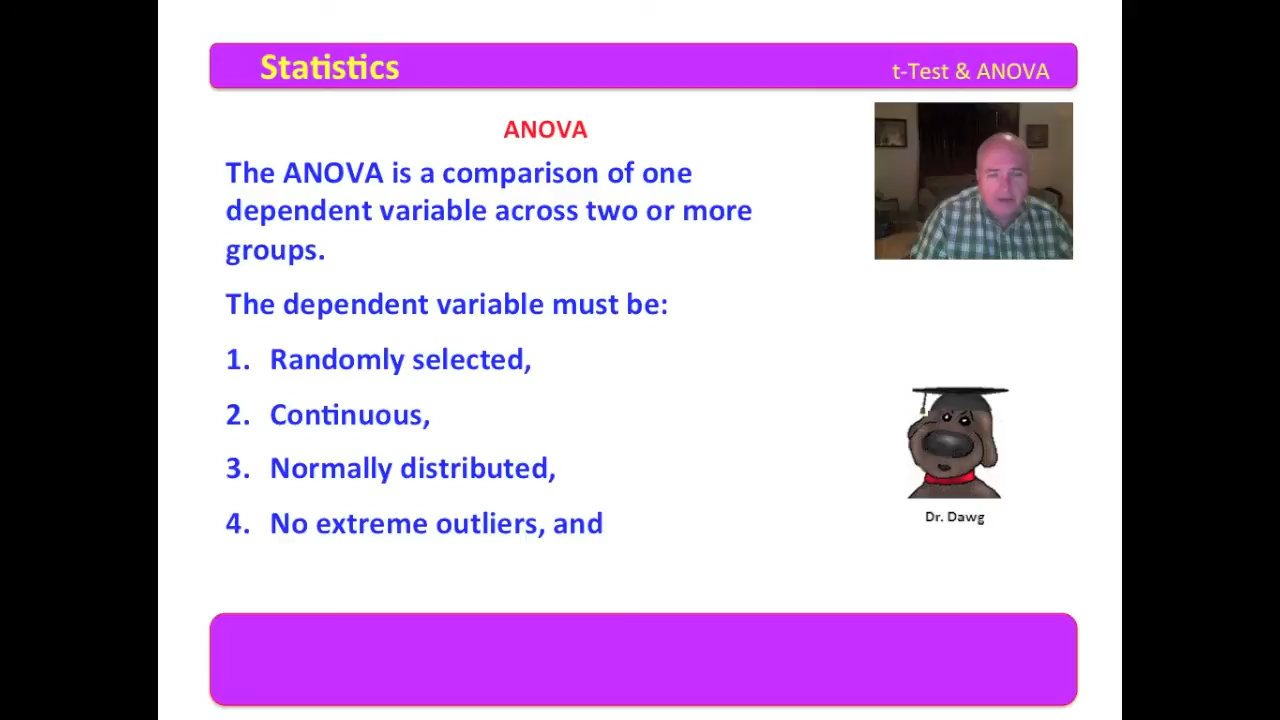 Statistics
t-Test & ANOVA
ANOVA
The ANOVA is a comparison of one
dependent variable across two or more
groups.
The dependent variable must be:
1. Randomly selected,
2. Continuous,
3. Normally distributed,
4. No extreme outliers, and
Dr. Dawg